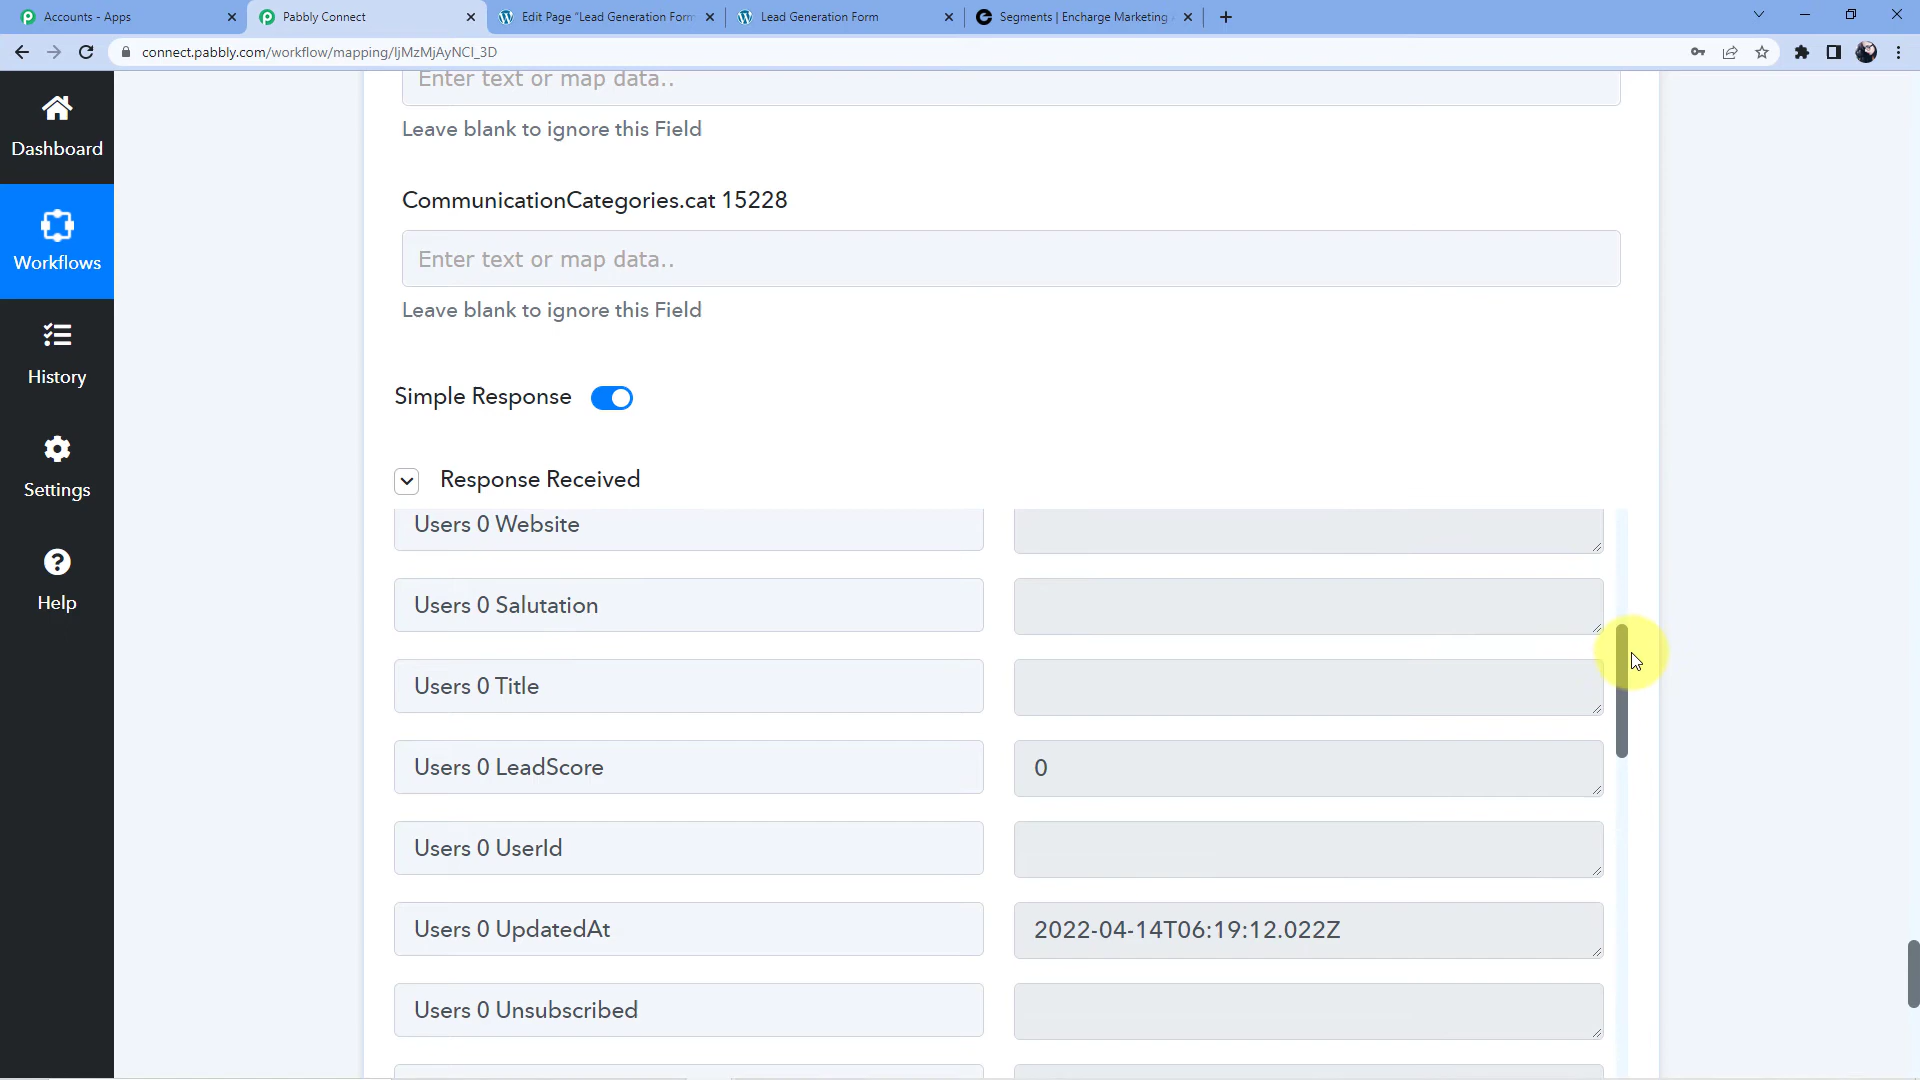 Accounts - Apps
Pabbly Connect
Edit Page "Lead Generation Form
Lead Generation Form
Segments | Encharge Marketing
connect.pabbly.com/workflow/mapping/IjMzMjAyNCI_3D
Dashboard
Workflows
History
Settings
Help
Enter text or map data..
Leave blank to ignore this Field
CommunicationCategories.cat 15228
Enter text or map data..
Leave blank to ignore this Field
Simple Response
Response Received
Users 0 Website
Users 0 Salutation
Users 0 Title
Users 0 LeadScore
0
Users 0 UserId
Users 0 UpdatedAt
2022-04-14T06:19:12.022Z
Users 0 Unsubscribed